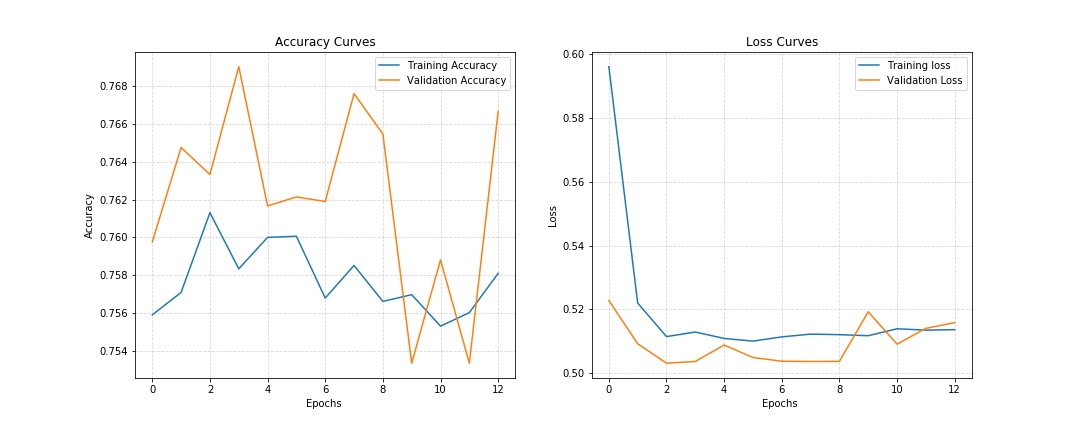 Accuracy Curves
Training Accuracy
Validation Accuracy
0.768
0.766
0.764
0.762
0.760
0.758
0.756
0.754
Accuracy
0 2 4 6 8 10 12
Epochs
Loss Curves
Training loss
Validation Loss
0.60
0.58
0.56
0.54
0.52
0.50
Loss
0 2 4 6 8 10 12
Epochs